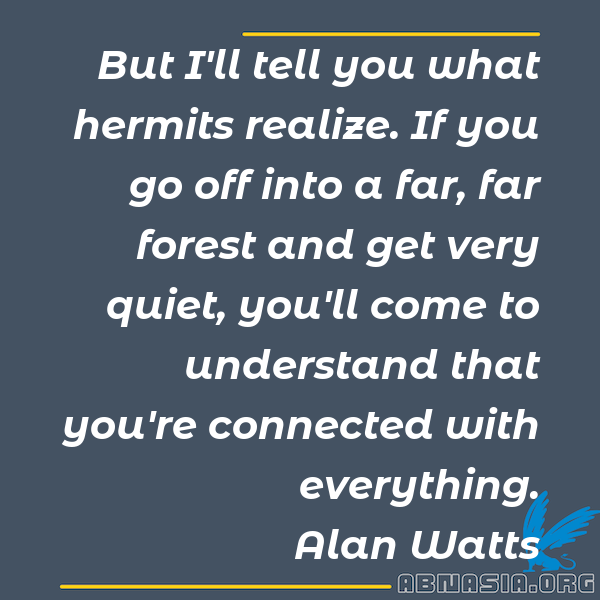 But I'll tell you what
hermits realize. If you
go off into a far, far
forest and get very
quiet, you'll come to
understand that
you're connected with
everything.
Alan Watts
ABNASIA.ORG